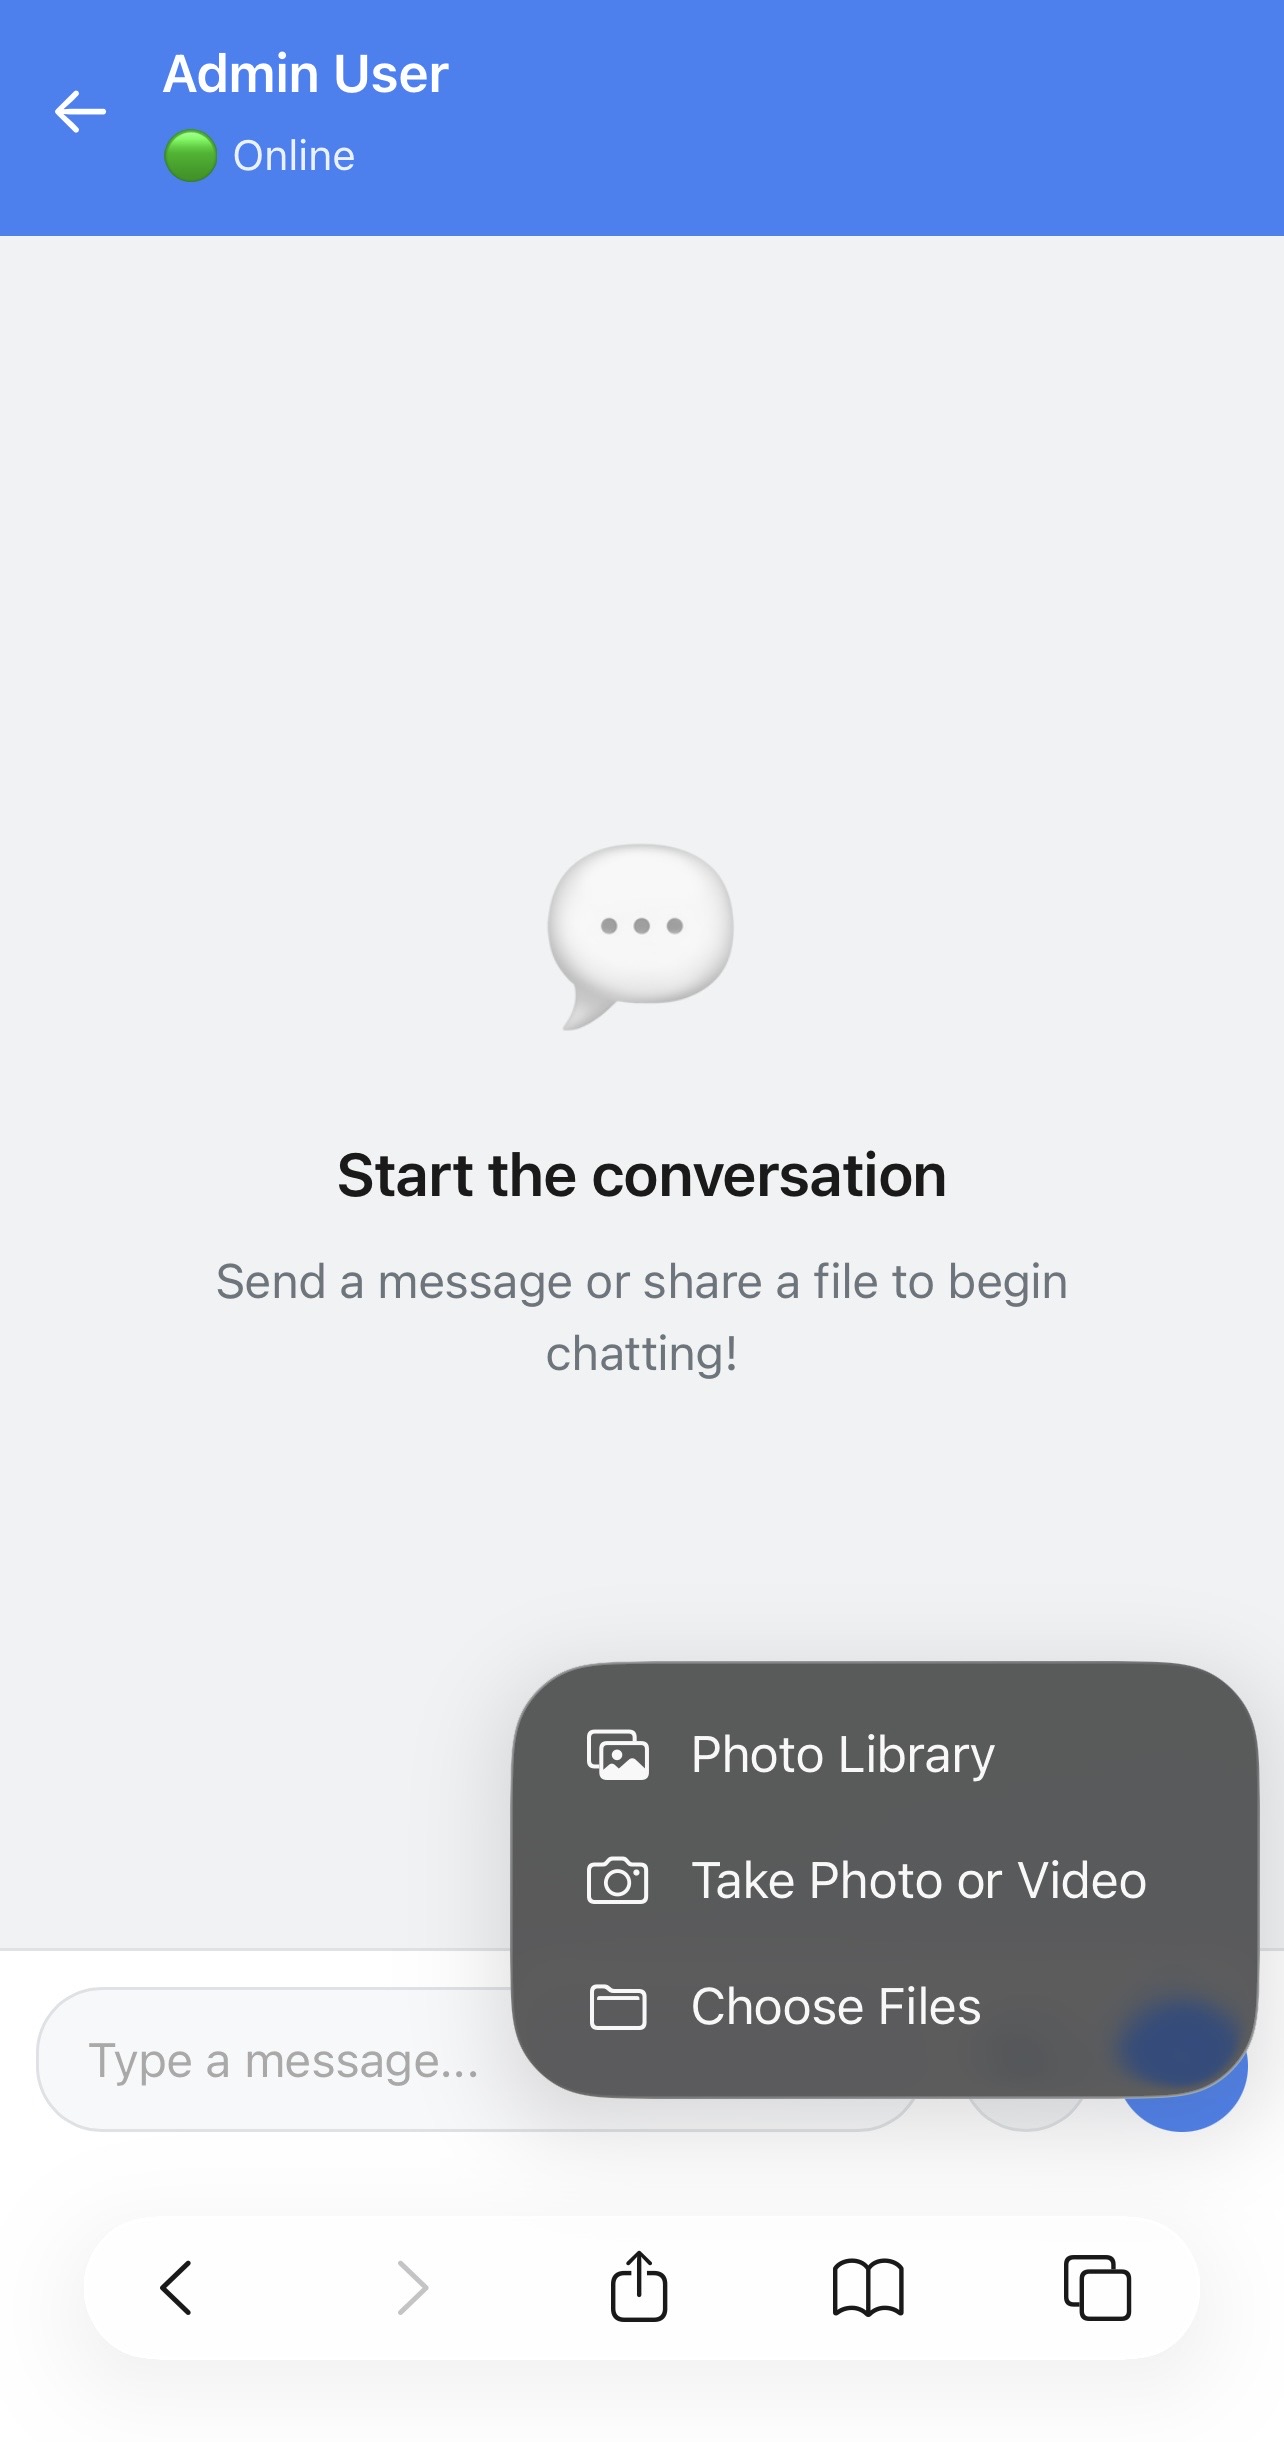 Admin User
Online
Start the conversation
Send a message or share a file to begin
chatting!
Photo Library
Take Photo or Video
Choose Files
Type a message...